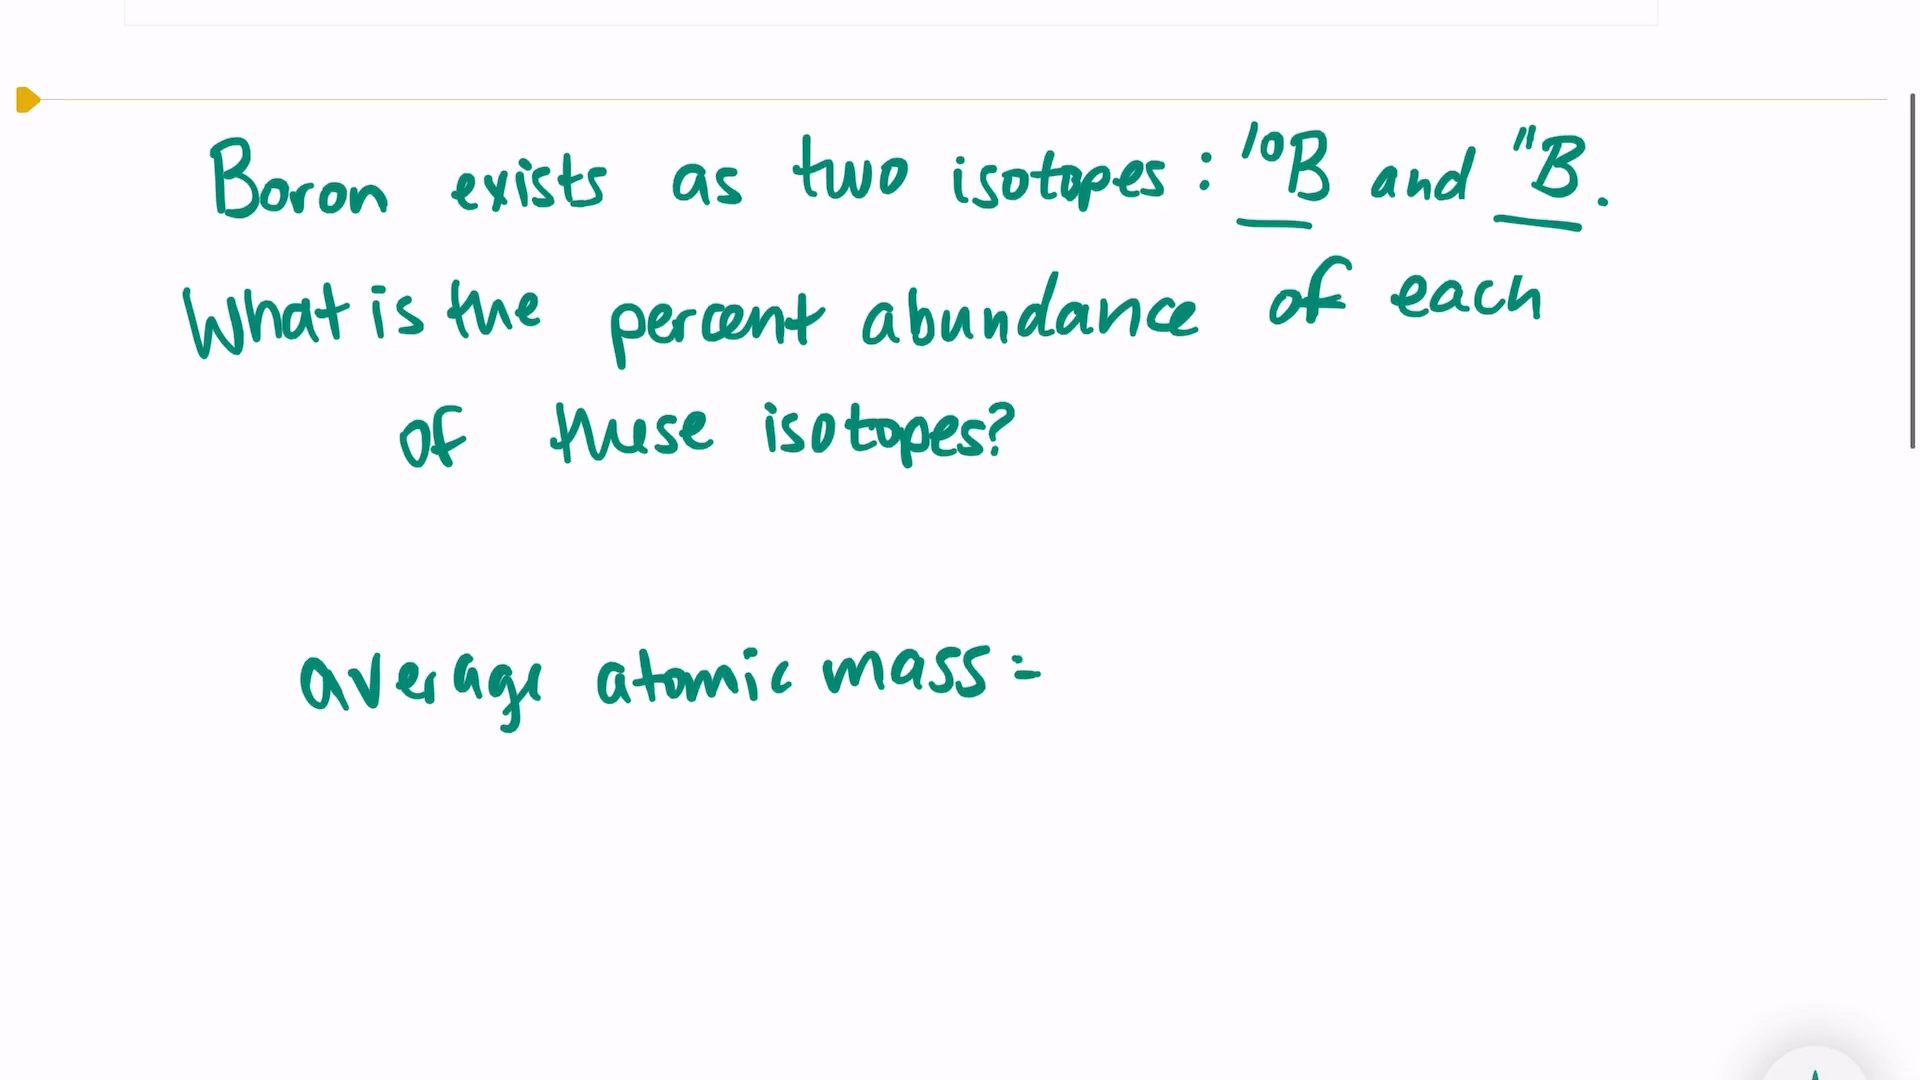 Boron exists as two isotopes: ¹⁰B and ¹¹B.
What is the percent abundance of each
of these isotopes?
average atomic mass =